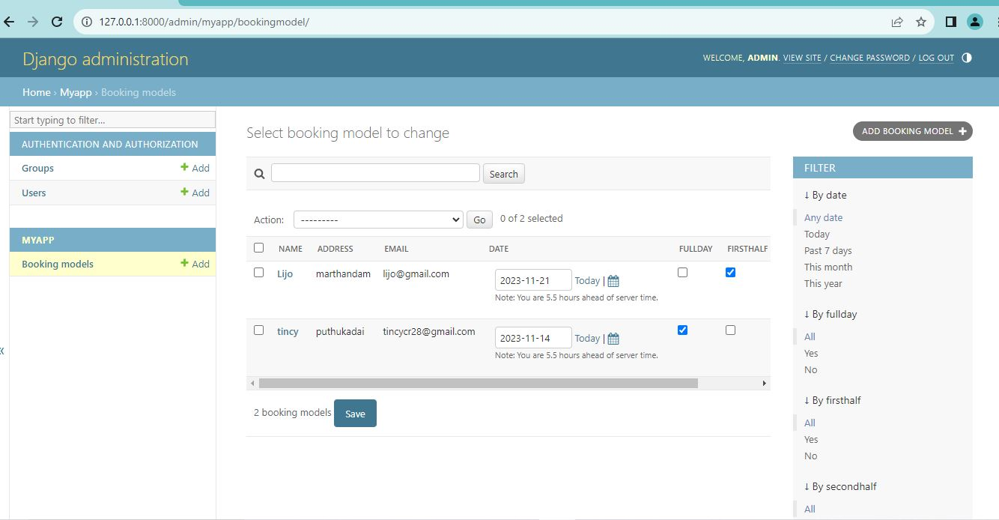 127.0.0.1:8000/admin/myapp/bookingmodel/
Django administration
WELCOME, ADMIN. VIEW SITE / CHANGE PASSWORD / LOG OUT
Home › Myapp › Booking models
Start typing to filter...
AUTHENTICATION AND AUTHORIZATION
Groups + Add
Users + Add
MYAPP
Booking models + Add
«
Select booking model to change
ADD BOOKING MODEL +
Search
Action: --------- Go 0 of 2 selected
NAME ADDRESS EMAIL DATE FULLDAY FIRSTHALF
Lijo marthandam lijo@gmail.com 2023-11-21 Today |
Note: You are 5.5 hours ahead of server time.
tincy puthukadai tincycr28@gmail.com 2023-11-14 Today |
Note: You are 5.5 hours ahead of server time.
2 booking models Save
FILTER
↓ By date
Any date
Today
Past 7 days
This month
This year
↓ By fullday
All
Yes
No
↓ By firsthalf
All
Yes
No
↓ By secondhalf
All